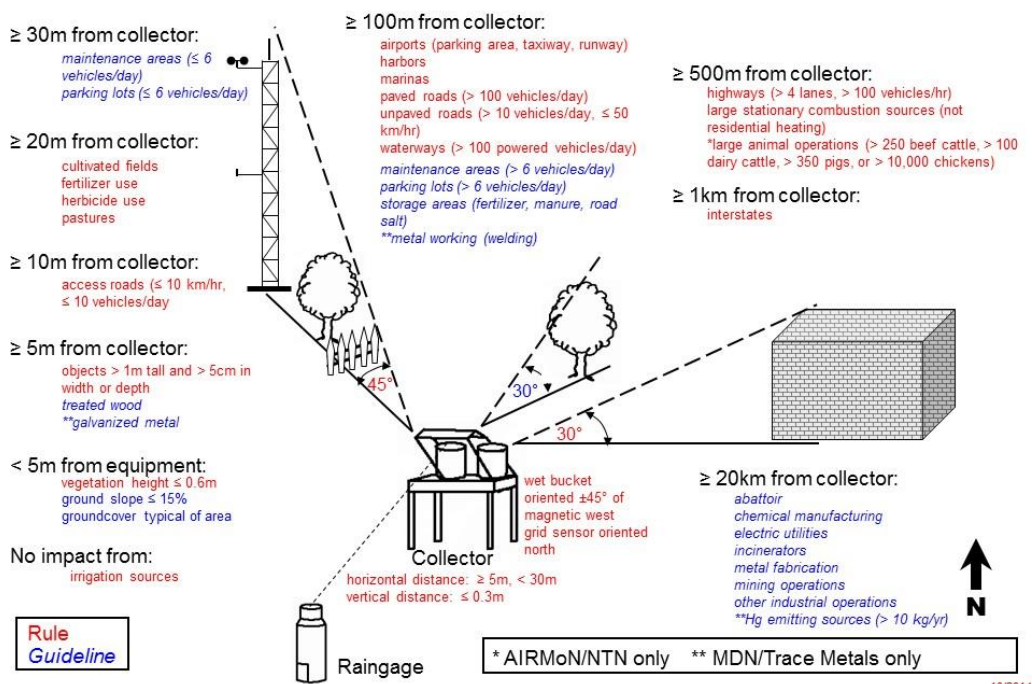 ≥ 30m from collector:
maintenance areas (≤ 6
vehicles/day)
parking lots (≤ 6 vehicles/day)
≥ 20m from collector:
cultivated fields
fertilizer use
herbicide use
pastures
≥ 10m from collector:
access roads (≤ 10 km/hr,
≤ 10 vehicles/day
≥ 5m from collector:
objects > 1m tall and > 5cm in
width or depth
treated wood
**galvanized metal
< 5m from equipment:
vegetation height ≤ 0.6m
ground slope ≤ 15%
groundcover typical of area
No impact from:
irrigation sources
Rule
Guideline
≥ 100m from collector:
airports (parking area, taxiway, runway)
harbors
marinas
paved roads (> 100 vehicles/day)
unpaved roads (> 10 vehicles/day, ≤ 50
km/hr)
waterways (> 100 powered vehicles/day)
maintenance areas (> 6 vehicles/day)
parking lots (> 6 vehicles/day)
storage areas (fertilizer, manure, road
salt)
**metal working (welding)
≥ 500m from collector:
highways (> 4 lanes, > 100 vehicles/hr)
large stationary combustion sources (not
residential heating)
*large animal operations (> 250 beef cattle, > 100
dairy cattle, > 350 pigs, or > 10,000 chickens)
≥ 1km from collector:
interstates
45°
30°
30°
wet bucket
oriented ±45° of
magnetic west
grid sensor oriented
north
Collector
horizontal distance: ≥ 5m, < 30m
vertical distance: ≤ 0.3m
Raingage
≥ 20km from collector:
abattoir
chemical manufacturing
electric utilities
incinerators
metal fabrication
mining operations
other industrial operations
**Hg emitting sources (> 10 kg/yr)
N
* AIRMoN/NTN only ** MDN/Trace Metals only